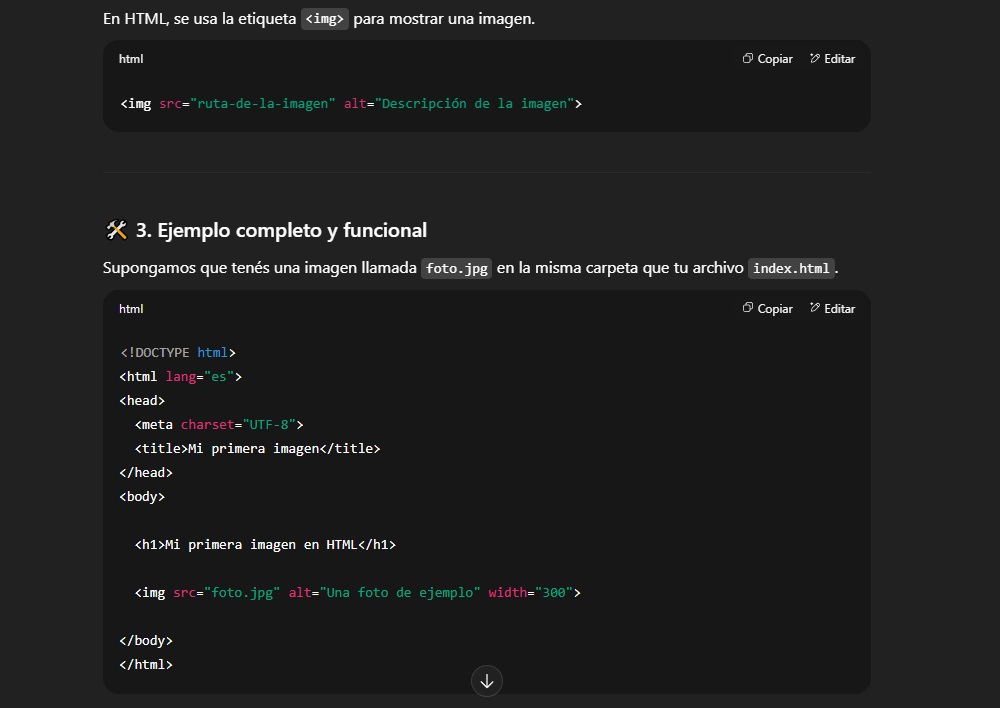 En HTML, se usa la etiqueta <img> para mostrar una imagen.
html Copiar Editar
<img src="ruta-de-la-imagen" alt="Descripción de la imagen">
🛠 3. Ejemplo completo y funcional
Supongamos que tenés una imagen llamada foto.jpg en la misma carpeta que tu archivo index.html.
html Copiar Editar
<!DOCTYPE html>
<html lang="es">
<head>
  <meta charset="UTF-8">
  <title>Mi primera imagen</title>
</head>
<body>
  <h1>Mi primera imagen en HTML</h1>
  <img src="foto.jpg" alt="Una foto de ejemplo" width="300">
</body>
</html>